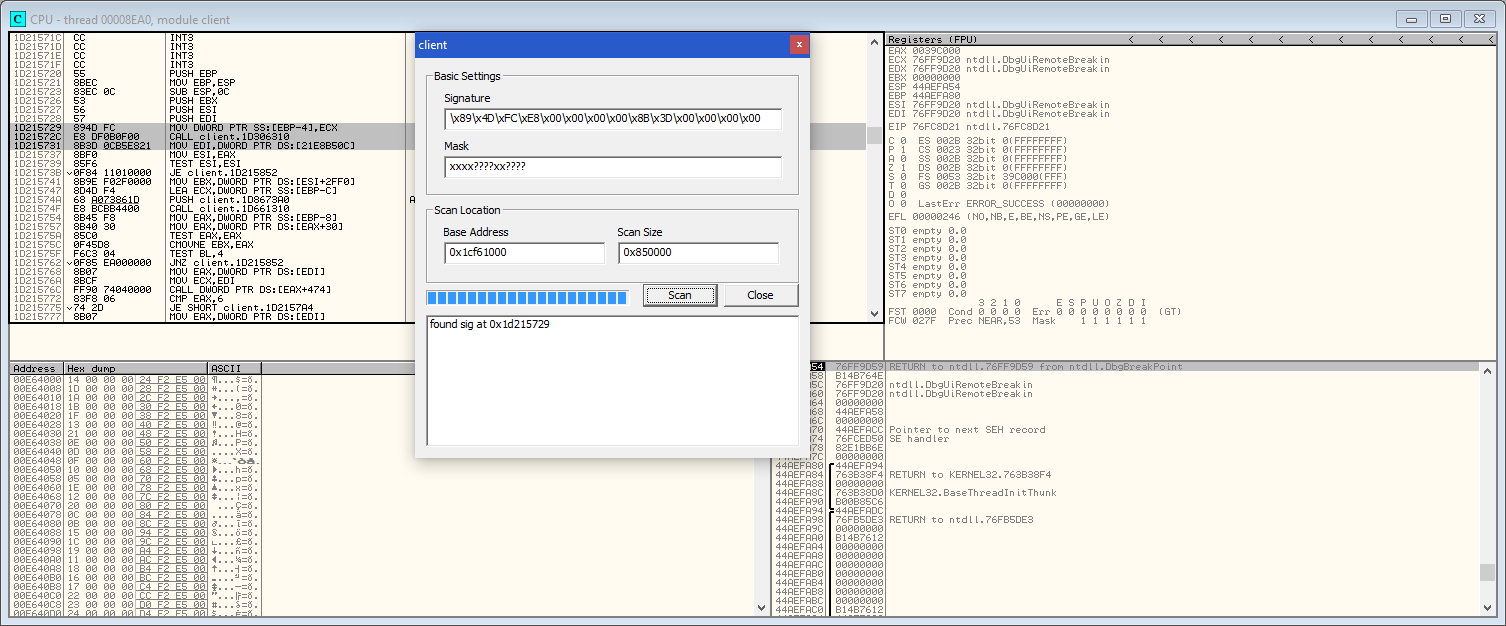 C CPU - thread 00008EA0, module client
1D21571C CC INT3
1D21571D CC INT3
1D21571E CC INT3
1D21571F CC INT3
1D215720 55 PUSH EBP
1D215721 8BEC MOV EBP,ESP
1D215723 83EC 0C SUB ESP,0C
1D215726 53 PUSH EBX
1D215727 56 PUSH ESI
1D215728 57 PUSH EDI
1D215729 894D FC MOV DWORD PTR SS:[EBP-4],ECX
1D21572C E8 DF0B0F00 CALL client.1D306310
1D215731 8B3D 0CB5E821 MOV EDI,DWORD PTR DS:[21E8B50C]
1D215737 8BF0 MOV ESI,EAX
1D215739 85F6 TEST ESI,ESI
1D21573B 0F84 11010000 JE client.1D215852
1D215741 8B9E F02F0000 MOV EBX,DWORD PTR DS:[ESI+2FF0]
1D215747 8D4D F4 LEA ECX,DWORD PTR SS:[EBP-C]
1D21574A 68 A073861D PUSH client.1D8673A0
1D21574F E8 BCBB4400 CALL client.1D661310
1D215754 8B45 F8 MOV EAX,DWORD PTR SS:[EBP-8]
1D215757 8B40 30 MOV EAX,DWORD PTR DS:[EAX+30]
1D21575A 85C0 TEST EAX,EAX
1D21575C 0F45D8 CMOVNE EBX,EAX
1D21575F F6C3 04 TEST BL,4
1D215762 0F85 EA000000 JNZ client.1D215852
1D215768 8B07 MOV EAX,DWORD PTR DS:[EDI]
1D21576A 8BCF MOV ECX,EDI
1D21576C FF90 74040000 CALL DWORD PTR DS:[EAX+474]
1D215772 83F8 06 CMP EAX,6
1D215775 74 2D JE SHORT client.1D2157A4
1D215777 8B07 MOV EAX,DWORD PTR DS:[EDI]
client
Basic Settings
Signature
\x89\x4D\xFC\xE8\x00\x00\x00\x00\x8B\x3D\x00\x00\x00\x00
Mask
xxxx????xx????
Scan Location
Base Address Scan Size
0x1cf61000 0x850000
Scan Close
found sig at 0x1d215729
Registers (FPU) < < < < < < < < < < < < <
EAX 0039C000
ECX 76FF9D20 ntdll.DbgUiRemoteBreakin
EDX 76FF9D20 ntdll.DbgUiRemoteBreakin
EBX 00000000
ESP 44AEFA54
EBP 44AEFA80
ESI 76FF9D20 ntdll.DbgUiRemoteBreakin
EDI 76FF9D20 ntdll.DbgUiRemoteBreakin
EIP 76FC8D21 ntdll.76FC8D21
C 0 ES 002B 32bit 0(FFFFFFFF)
P 1 CS 0023 32bit 0(FFFFFFFF)
A 0 SS 002B 32bit 0(FFFFFFFF)
Z 1 DS 002B 32bit 0(FFFFFFFF)
S 0 FS 0053 32bit 39C000(FFF)
T 0 GS 002B 32bit 0(FFFFFFFF)
D 0
O 0 LastErr ERROR_SUCCESS (00000000)
EFL 00000246 (NO,NB,E,BE,NS,PE,GE,LE)
ST0 empty 0.0
ST1 empty 0.0
ST2 empty 0.0
ST3 empty 0.0
ST4 empty 0.0
ST5 empty 0.0
ST6 empty 0.0
ST7 empty 0.0
3 2 1 0 E S P U O Z D I
FST 0000 Cond 0 0 0 0 Err 0 0 0 0 0 0 0 0 (GT)
FCW 027F Prec NEAR,53 Mask 1 1 1 1 1 1
Address Hex dump ASCII
00E64000 14 00 00 00 24 F2 E5 00
00E64008 1D 00 00 00 28 F2 E5 00
00E64010 1A 00 00 00 2C F2 E5 00
00E64018 1B 00 00 00 30 F2 E5 00
00E64020 1F 00 00 00 38 F2 E5 00
00E64028 13 00 00 00 40 F2 E5 00
00E64030 21 00 00 00 48 F2 E5 00
00E64038 0E 00 00 00 50 F2 E5 00
00E64040 0D 00 00 00 58 F2 E5 00
00E64048 0F 00 00 00 60 F2 E5 00
00E64050 10 00 00 00 68 F2 E5 00
00E64058 05 00 00 00 70 F2 E5 00
00E64060 1E 00 00 00 78 F2 E5 00
00E64068 12 00 00 00 7C F2 E5 00
00E64070 20 00 00 00 80 F2 E5 00
00E64078 0C 00 00 00 84 F2 E5 00
00E64080 0B 00 00 00 8C F2 E5 00
00E64088 15 00 00 00 94 F2 E5 00
00E64090 1C 00 00 00 9C F2 E5 00
00E64098 19 00 00 00 A4 F2 E5 00
00E640A0 11 00 00 00 AC F2 E5 00
00E640A8 18 00 00 00 B4 F2 E5 00
00E640B0 16 00 00 00 BC F2 E5 00
00E640B8 17 00 00 00 C4 F2 E5 00
00E640C0 22 00 00 00 CC F2 E5 00
00E640C8 23 00 00 00 D0 F2 E5 00
00E640D0 24 00 00 00 D4 F2 E5 00
54 76FF9D59 RETURN to ntdll.76FF9D59 from ntdll.DbgBreakPoint
58 B14B764E
5C 76FF9D20 ntdll.DbgUiRemoteBreakin
60 76FF9D20 ntdll.DbgUiRemoteBreakin
64 00000000
68 44AEFA58
6C 00000000
70 44AEFACC Pointer to next SEH record
74 76FCED50 SE handler
78 82E1BB6E
7C 00000000
44AEFA80 44AEFA94
44AEFA84 763B38F4 RETURN to KERNEL32.763B38F4
44AEFA88 00000000
44AEFA8C 763B38D0 KERNEL32.BaseThreadInitThunk
44AEFA90 B00B85C6
44AEFA94 44AEFADC
44AEFA98 76FB5DE3 RETURN to ntdll.76FB5DE3
44AEFA9C 00000000
44AEFAA0 B14B7612
44AEFAA4 00000000
44AEFAA8 00000000
44AEFAAC 00000000
44AEFAB0 00000000
44AEFAB4 00000000
44AEFAB8 00000000
44AEFABC 00000000
44AEFAC0 B14B7612